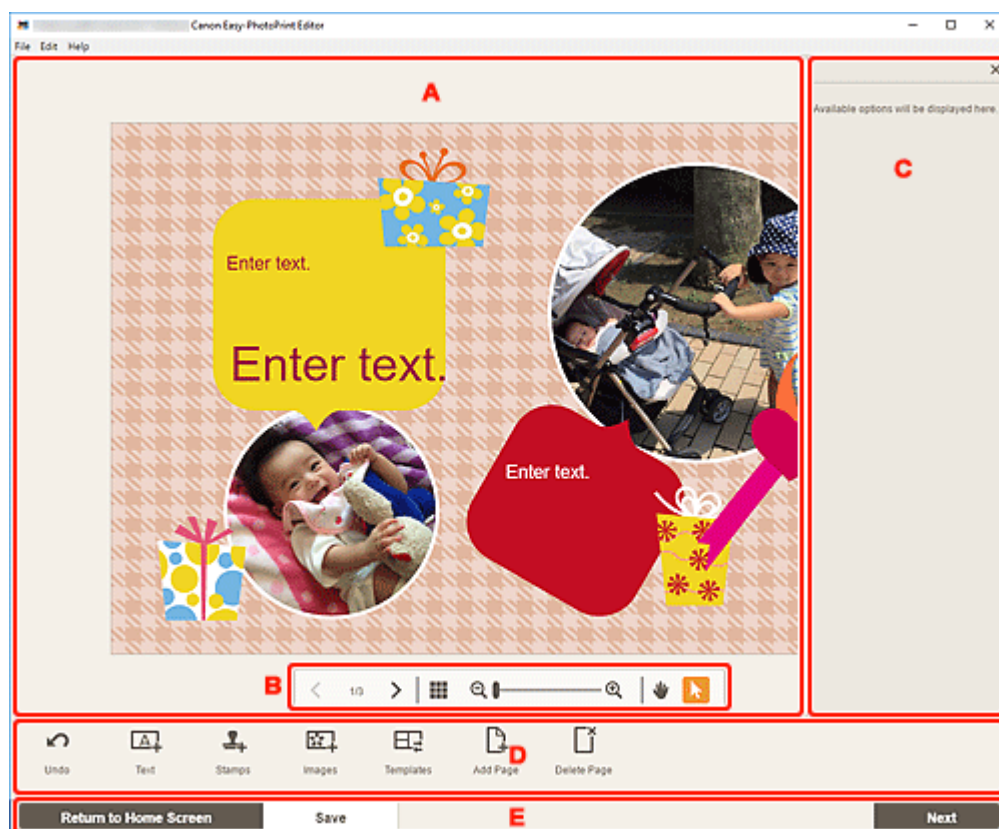 Canon Easy-PhotoPrint Editor
File Edit Help
A
Available options will be displayed here.
C
Enter text.
Enter text.
Enter text.
B
1/3
D
Undo
Text
Stamps
Images
Templates
Add Page
Delete Page
Return to Home Screen
Save
E
Next